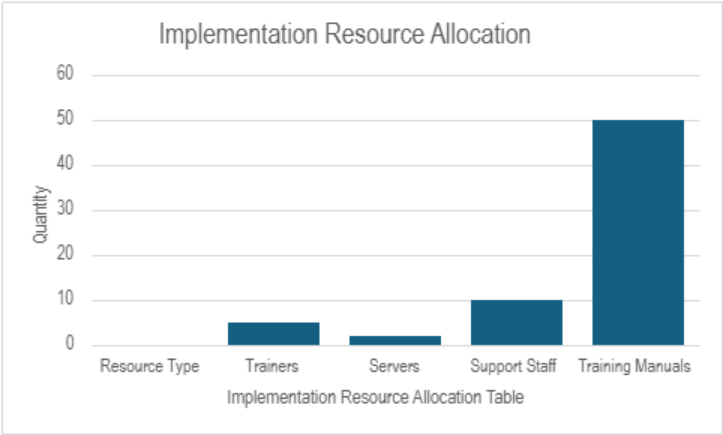 Implementation Resource Allocation
60
50
40
30
20
10
0
Quantity
Resource Type Trainers Servers Support Staff Training Manuals
Implementation Resource Allocation Table